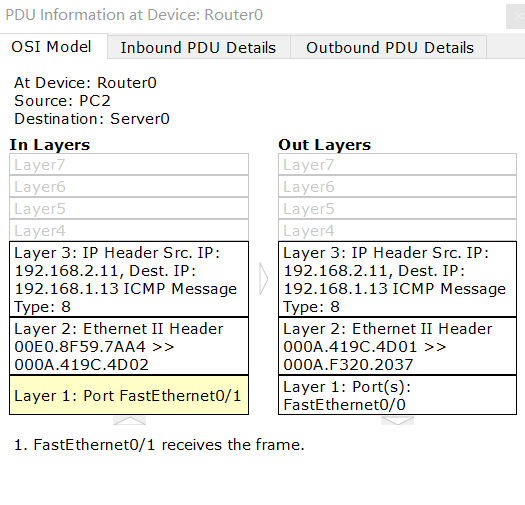 PDU Information at Device: Router0
OSI Model
Inbound PDU Details
Outbound PDU Details
At Device: Router0
Source: PC2
Destination: Server0
In Layers
Layer7
Layer6
Layer5
Layer4
Layer 3: IP Header Src. IP:
192.168.2.11, Dest. IP:
192.168.1.13 ICMP Message
Type: 8
Layer 2: Ethernet II Header
00E0.8F59.7AA4 >>
000A.419C.4D02
Layer 1: Port FastEthernet0/1
Out Layers
Layer7
Layer6
Layer5
Layer4
Layer 3: IP Header Src. IP:
192.168.2.11, Dest. IP:
192.168.1.13 ICMP Message
Type: 8
Layer 2: Ethernet II Header
000A.419C.4D01 >>
000A.F320.2037
Layer 1: Port(s):
FastEthernet0/0
1. FastEthernet0/1 receives the frame.